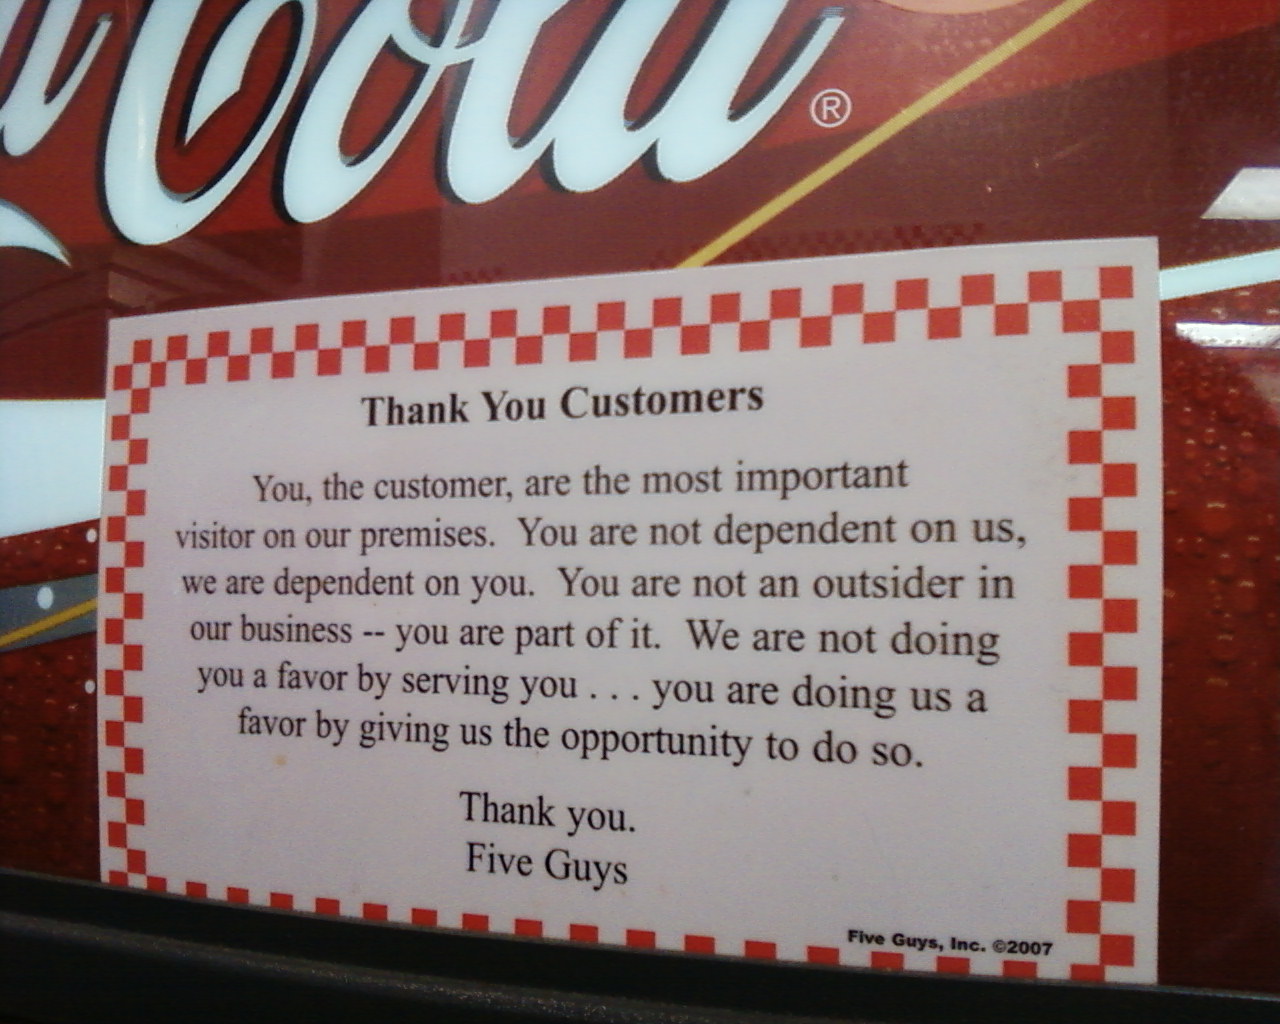 Cola®
Thank You Customers
You, the customer, are the most important
visitor on our premises. You are not dependent on us,
we are dependent on you. You are not an outsider in
our business -- you are part of it. We are not doing
you a favor by serving you . . . you are doing us a
favor by giving us the opportunity to do so.
Thank you.
Five Guys
Five Guys, Inc. ©2007